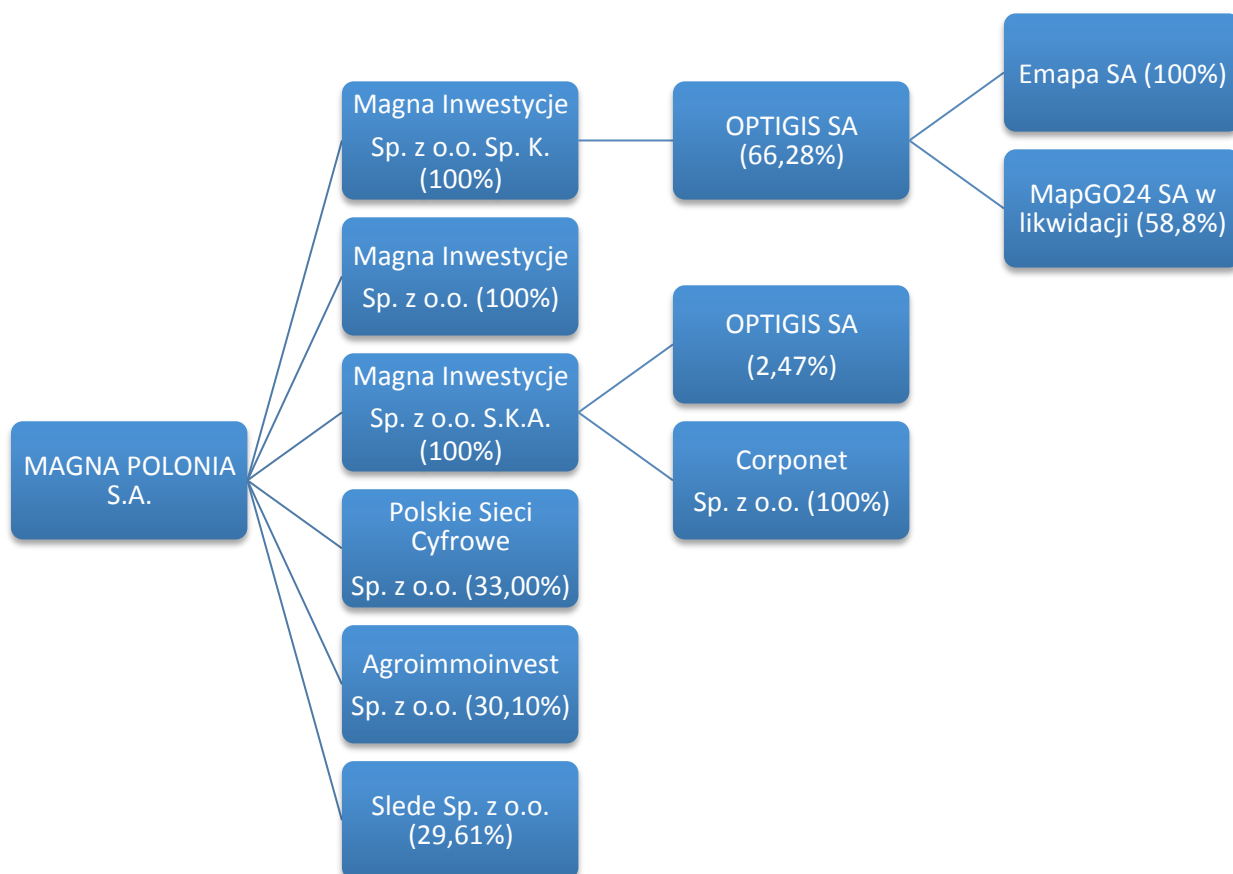 MAGNA POLONIA
S.A.
Magna Inwestycje
Sp. z o.o. Sp. K.
(100%)
OPTIGIS SA
(66,28%)
Emapa SA (100%)
MapGO24 SA w
likwidacji (58,8%)
Magna Inwestycje
Sp. z o.o. (100%)
Magna Inwestycje
Sp. z o.o. S.K.A.
(100%)
OPTIGIS SA
(2,47%)
Corponet
Sp. z o.o. (100%)
Polskie Sieci
Cyfrowe
Sp. z o.o. (33,00%)
Agroimmoinvest
Sp. z o.o. (30,10%)
Slede Sp. z o.o.
(29,61%)